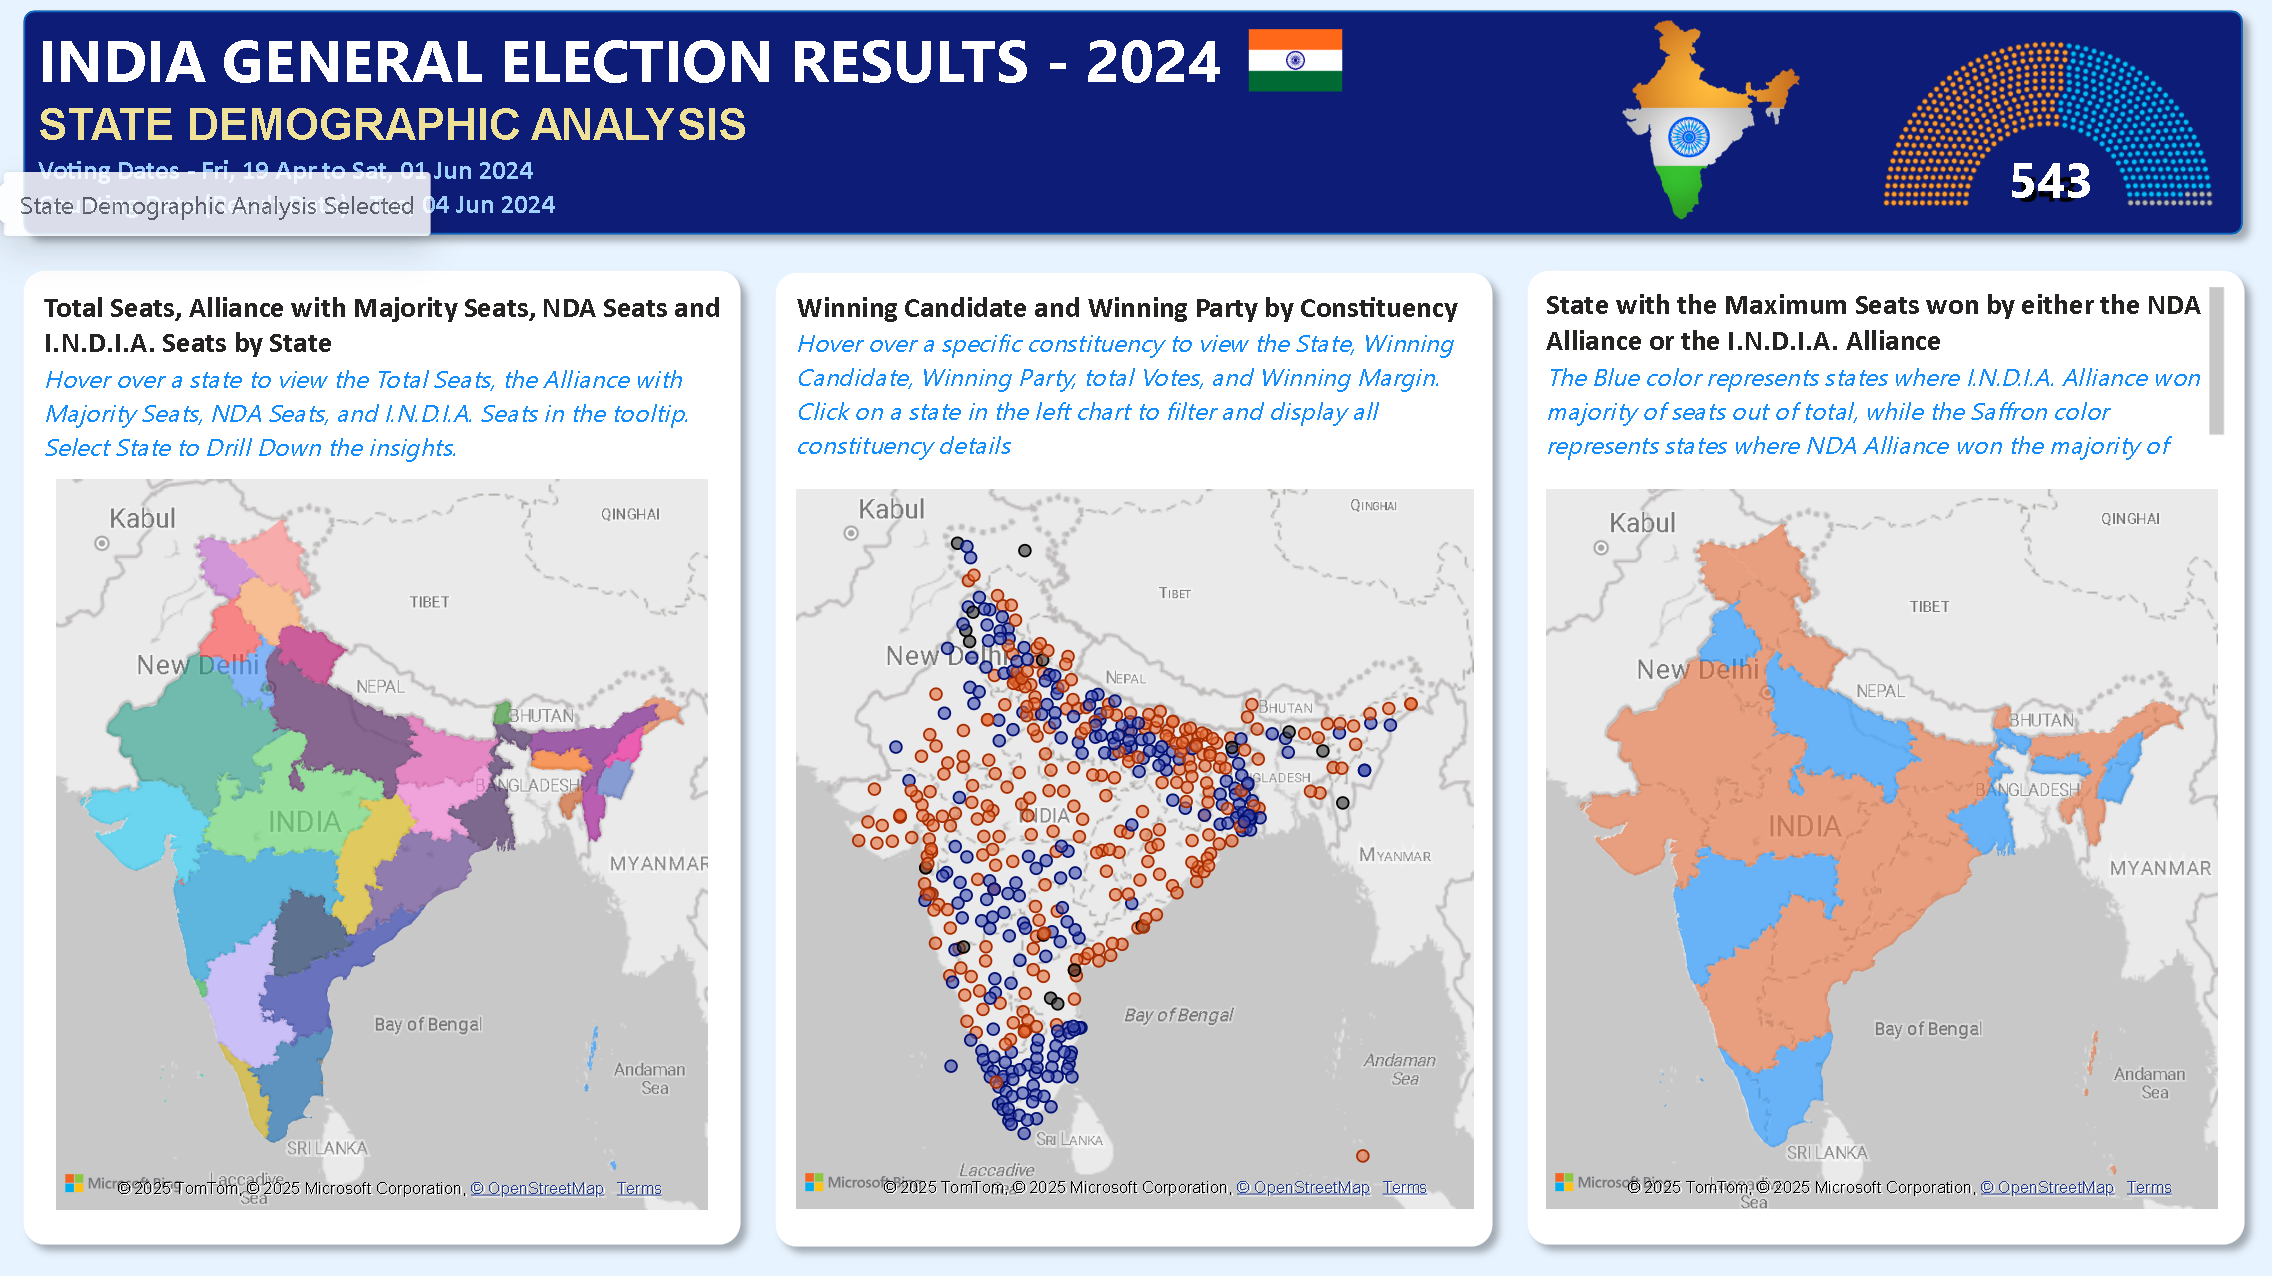 INDIA GENERAL ELECTION RESULTS - 2024
STATE DEMOGRAPHIC ANALYSIS
Voting Dates - Fri, 19 Apr to Sat, 01 Jun 2024
04 Jun 2024
State Demographic Analysis Selected
543
Total Seats, Alliance with Majority Seats, NDA Seats and
I.N.D.I.A. Seats by State
Hover over a state to view the Total Seats, the Alliance with
Majority Seats, NDA Seats, and I.N.D.I.A. Seats in the tooltip.
Select State to Drill Down the insights.
Kabul
QINGHAI
TIBET
New Delhi
NEPAL
BHUTAN
BANGLADESH
INDIA
MYANMAR
Bay of Bengal
Andaman
Sea
SRI LANKA
Laccadive
Sea
Microsoft Bing
© 2025 TomTom, © 2025 Microsoft Corporation, © OpenStreetMap Terms
Winning Candidate and Winning Party by Constituency
Hover over a specific constituency to view the State, Winning
Candidate, Winning Party, total Votes, and Winning Margin.
Click on a state in the left chart to filter and display all
constituency details
Kabul
QINGHAI
TIBET
New Delhi
NEPAL
BHUTAN
GLADESH
INDIA
MYANMAR
Bay of Bengal
Andaman
Sea
SRI LANKA
Laccadive
Microsoft Bing
© 2025 TomTom, © 2025 Microsoft Corporation, © OpenStreetMap Terms
State with the Maximum Seats won by either the NDA
Alliance or the I.N.D.I.A. Alliance
The Blue color represents states where I.N.D.I.A. Alliance won
majority of seats out of total, while the Saffron color
represents states where NDA Alliance won the majority of
Kabul
QINGHAI
TIBET
New Delhi
NEPAL
BHUTAN
BANGLADESH
INDIA
MYANMAR
Bay of Bengal
Andaman
Sea
SRI LANKA
Sea
Microsoft Bing
© 2025 TomTom, © 2025 Microsoft Corporation, © OpenStreetMap Terms